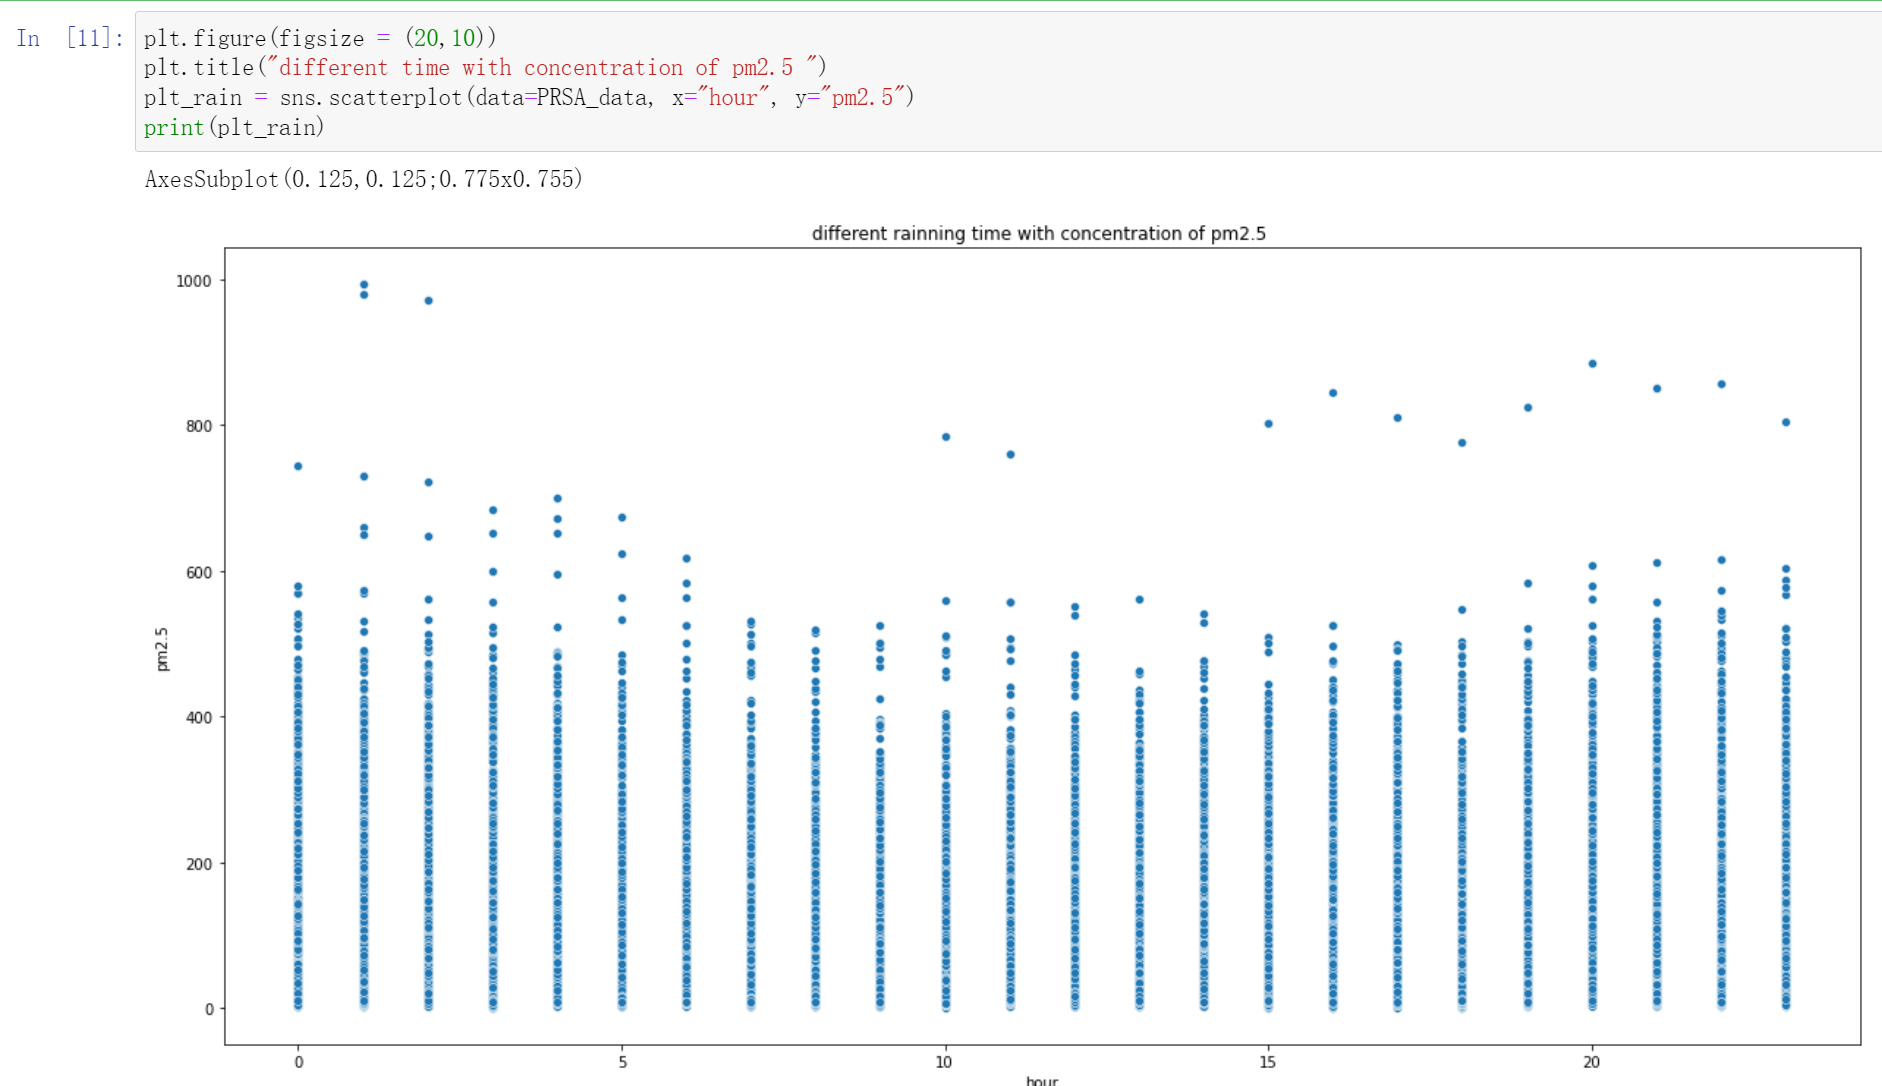 In [11]: plt.figure(figsize = (20,10))
plt.title("different time with concentration of pm2.5 ")
plt_rain = sns.scatterplot(data=PRSA_data, x="hour", y="pm2.5")
print(plt_rain)
AxesSubplot(0.125,0.125;0.775x0.755)
different rainning time with concentration of pm2.5
1000
800
600
400
200
0
pm2.5
0 5 10 15 20
hour